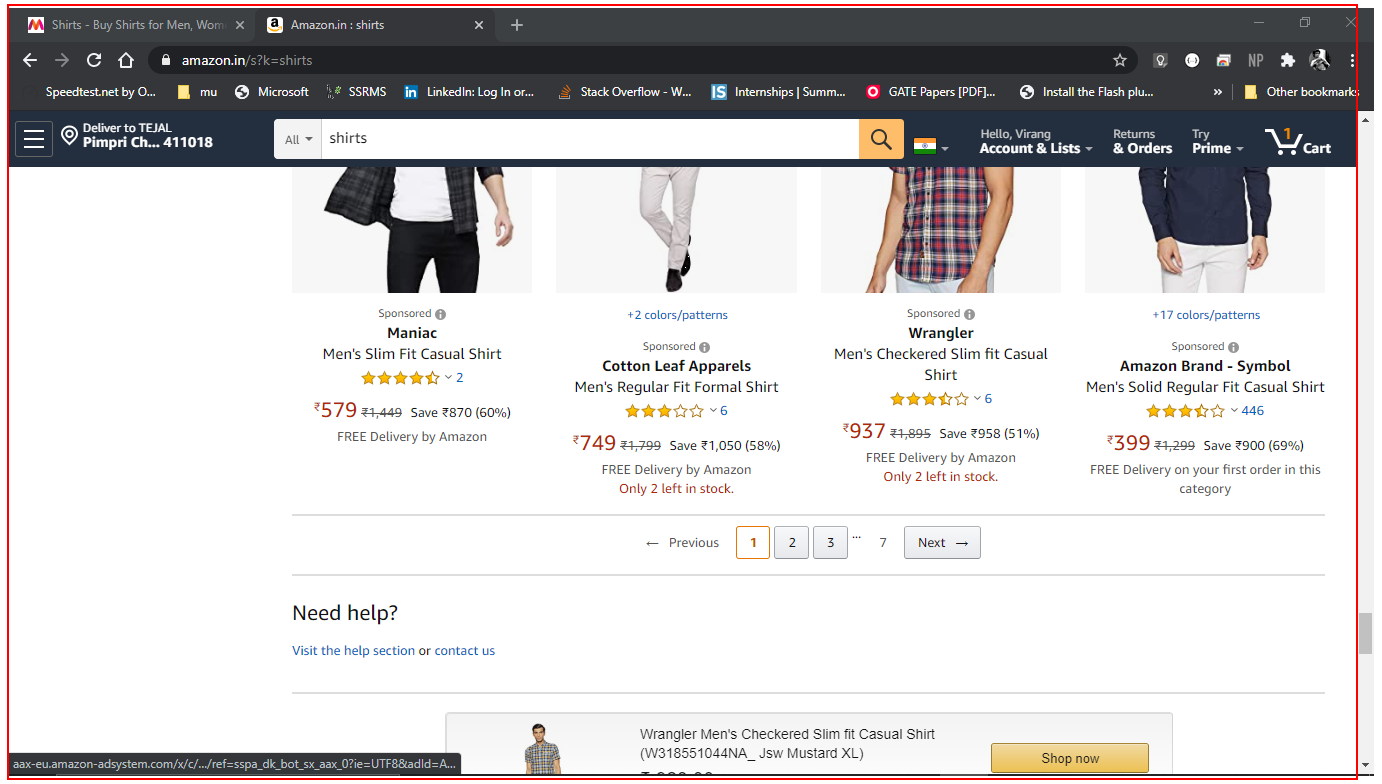 Shirts - Buy Shirts for Men, Wom
Amazon.in : shirts
amazon.in/s?k=shirts
NP
Speedtest.net by O...
mu
Microsoft
SSRMS
LinkedIn: Log In or...
Stack Overflow - W...
Internships | Summ...
GATE Papers [PDF]...
Install the Flash plu...
»
Other bookmarks
Deliver to TEJAL
Pimpri Ch... 411018
All
shirts
Hello, Virang
Account & Lists
Returns
& Orders
Try
Prime
1
Cart
Sponsored
Maniac
Men's Slim Fit Casual Shirt
2
₹579 ₹1,449 Save ₹870 (60%)
FREE Delivery by Amazon
+2 colors/patterns
Sponsored
Cotton Leaf Apparels
Men's Regular Fit Formal Shirt
6
₹749 ₹1,799 Save ₹1,050 (58%)
FREE Delivery by Amazon
Only 2 left in stock.
Sponsored
Wrangler
Men's Checkered Slim fit Casual
Shirt
6
₹937 ₹1,895 Save ₹958 (51%)
FREE Delivery by Amazon
Only 2 left in stock.
+17 colors/patterns
Sponsored
Amazon Brand - Symbol
Men's Solid Regular Fit Casual Shirt
446
₹399 ₹1,299 Save ₹900 (69%)
FREE Delivery on your first order in this
category
← Previous 1 2 3 ... 7 Next →
Need help?
Visit the help section or contact us
Wrangler Men's Checkered Slim fit Casual Shirt
(W318551044NA_ Jsw Mustard XL)
Shop now
aax-eu.amazon-adsystem.com/x/c/.../ref=sspa_dk_bot_sx_aax_0?ie=UTF8&adId=A...